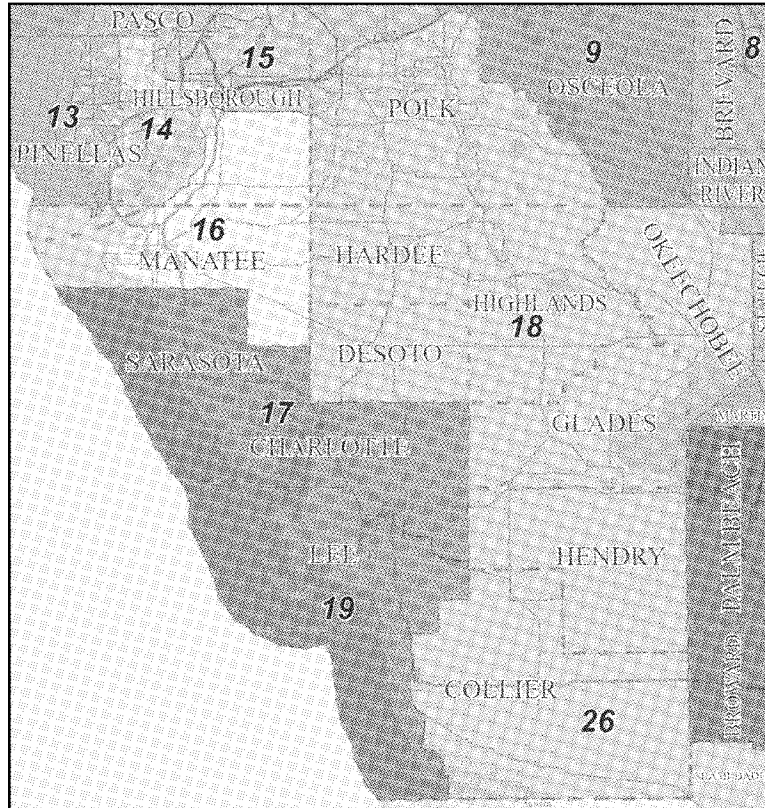 PASCO
15
9
8
HILLSBOROUGH
OSCEOLA
BREVARD
POLK
13
14
PINELLAS
INDIAN
RIVER
16
MANATEE
HARDEE
OKEECHOBEE
HIGHLANDS
18
SARASOTA
DESOTO
17
CHARLOTTE
GLADES
MARTIN
PALM BEACH
LEE
HENDRY
19
COLLIER
26
BROWARD